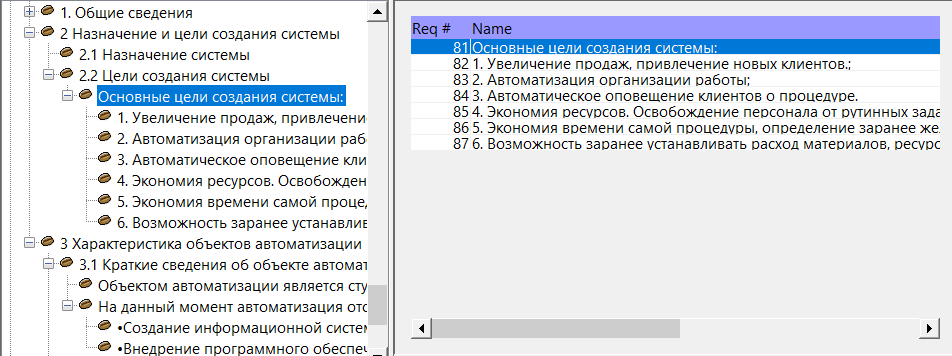 1. Общие сведения
2 Назначение и цели создания системы
2.1 Назначение системы
2.2 Цели создания системы
Основные цели создания системы:
1. Увеличение продаж, привлечени
2. Автоматизация организации раб
3. Автоматическое оповещение кли
4. Экономия ресурсов. Освобожден
5. Экономия времени самой проце,
6. Возможность заранее устанавлив
3 Характеристика объектов автоматизации
3.1 Краткие сведения об объекте автомат
Объектом автоматизации является сту
На данный момент автоматизация отс
•Создание информационной систем
•Внедрение программного обеспеч
Req # Name
81 Основные цели создания системы:
82 1. Увеличение продаж, привлечение новых клиентов.;
83 2. Автоматизация организации работы;
84 3. Автоматическое оповещение клиентов о процедуре.
85 4. Экономия ресурсов. Освобождение персонала от рутинных зада
86 5. Экономия времени самой процедуры, определение заранее же
87 6. Возможность заранее устанавливать расход материалов, ресурс